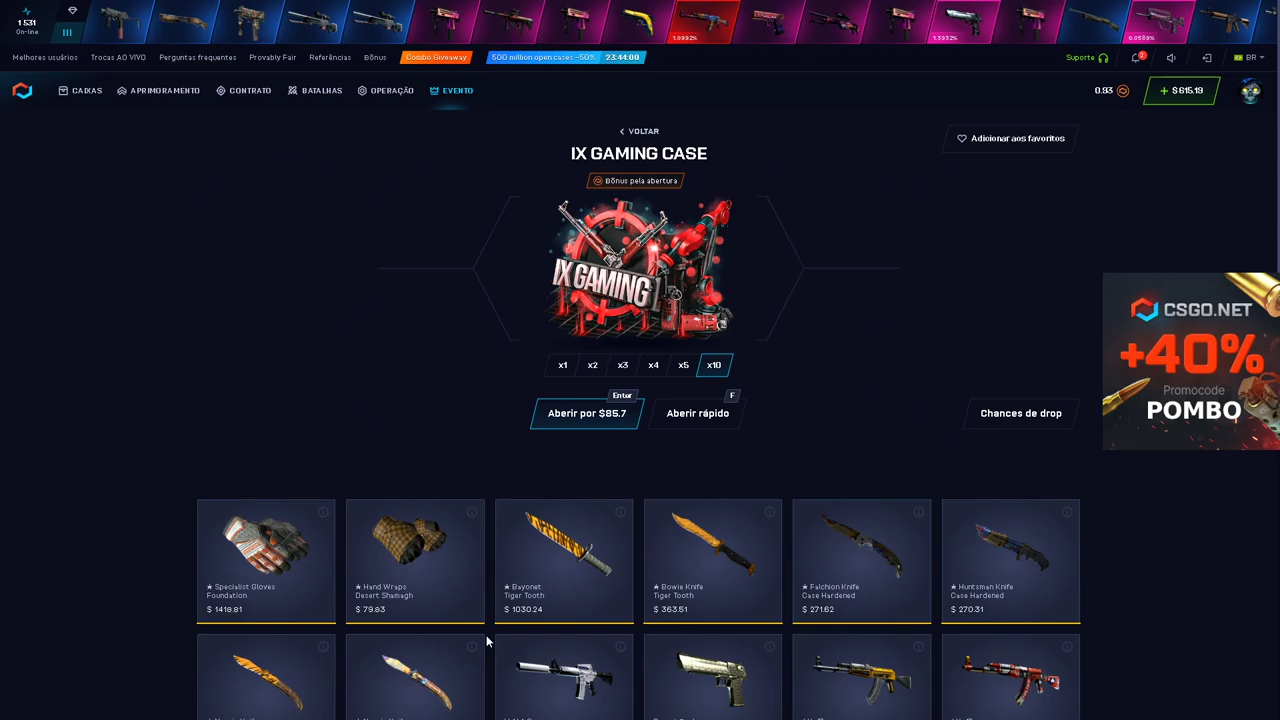 1 531
On-line
1.0992%
1.3932%
0.0589%
Melhores usuários
Trocas AO VIVO
Perguntas frequentes
Provably Fair
Referências
Bônus
Combo Giveaway
500 million open cases -50%
23:44:00
Suporte
2
BR
CAIXAS
APRIMORAMENTO
CONTRATO
BATALHAS
OPERAÇÃO
EVENTO
0.93
+ $ 615.19
VOLTAR
IX GAMING CASE
Adicionar aos favoritos
Bônus pela abertura
IX GAMING
CSGO.NET
+40%
Promocode
POMBO
x1
x2
x3
x4
x5
x10
Enter
F
Aberir por $85.7
Aberir rápido
Chances de drop
★ Specialist Gloves
Foundation
$ 1418.81
★ Hand Wraps
Desert Shamagh
$ 79.83
★ Bayonet
Tiger Tooth
$ 1030.24
★ Bowie Knife
Tiger Tooth
$ 363.51
★ Falchion Knife
Case Hardened
$ 271.62
★ Huntsman Knife
Case Hardened
$ 270.31